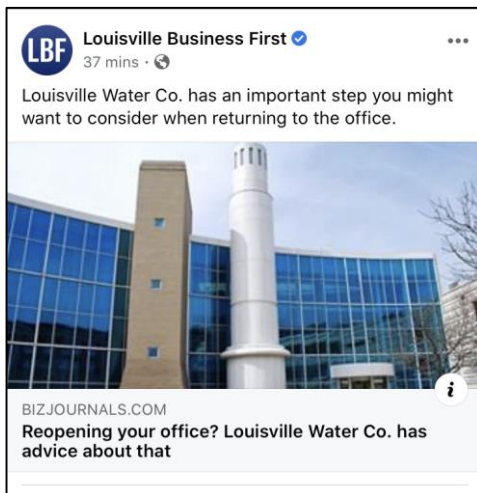 LBF
Louisville Business First
37 mins ·
Louisville Water Co. has an important step you might
want to consider when returning to the office.
i
BIZJOURNALS.COM
Reopening your office? Louisville Water Co. has
advice about that